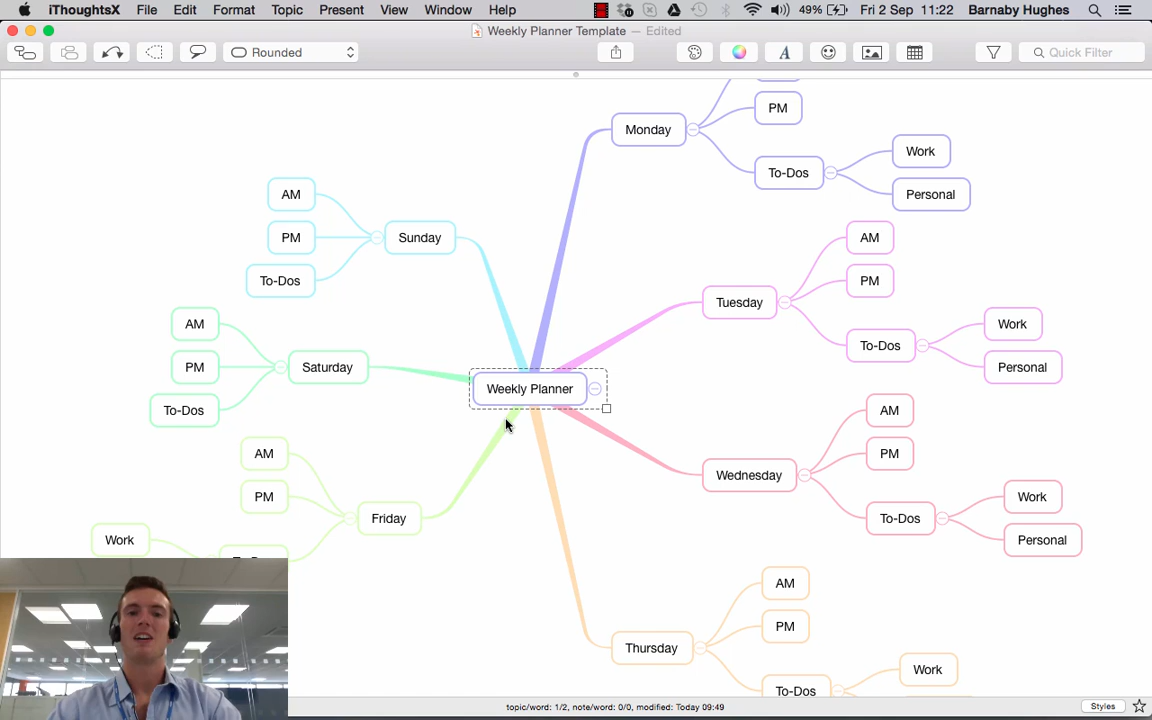 iThoughtsX File Edit Format Topic Present View Window Help 49% Fri 2 Sep 11:22 Barnaby Hughes
Weekly Planner Template — Edited
Rounded
A
Quick Filter
PM
Monday
Work
To-Dos
Personal
AM
Sunday
PM
To-Dos
AM
PM
Tuesday
Work
To-Dos
Personal
AM
Saturday
PM
To-Dos
Weekly Planner
AM
PM
Wednesday
Work
To-Dos
Personal
AM
PM
Friday
Work
AM
PM
Thursday
Work
To-Dos
topic/word: 1/2, note/word: 0/0, modified: Today 09:49
Styles